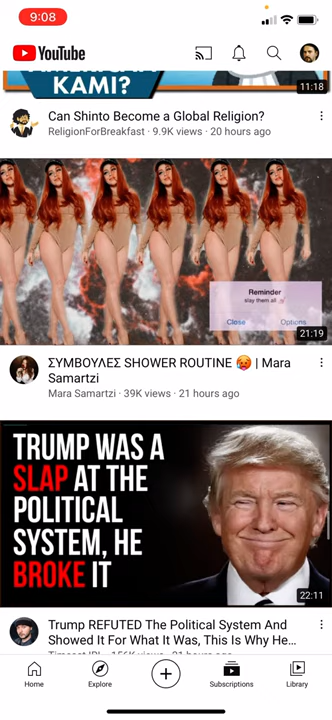 9:08
YouTube
KAMI?
11:18
Can Shinto Become a Global Religion?
ReligionForBreakfast · 9.9K views · 20 hours ago
Reminder
slay them all
Close
Options
21:19
ΣΥΜΒΟΥΛΕΣ SHOWER ROUTINE 🥵 | Mara
Samartzi
Mara Samartzi · 39K views · 21 hours ago
TRUMP WAS A
SLAP AT THE
POLITICAL
SYSTEM, HE
BROKE IT
22:11
Trump REFUTED The Political System And
Showed It For What It Was, This Is Why He...
Home
Explore
Subscriptions
Library